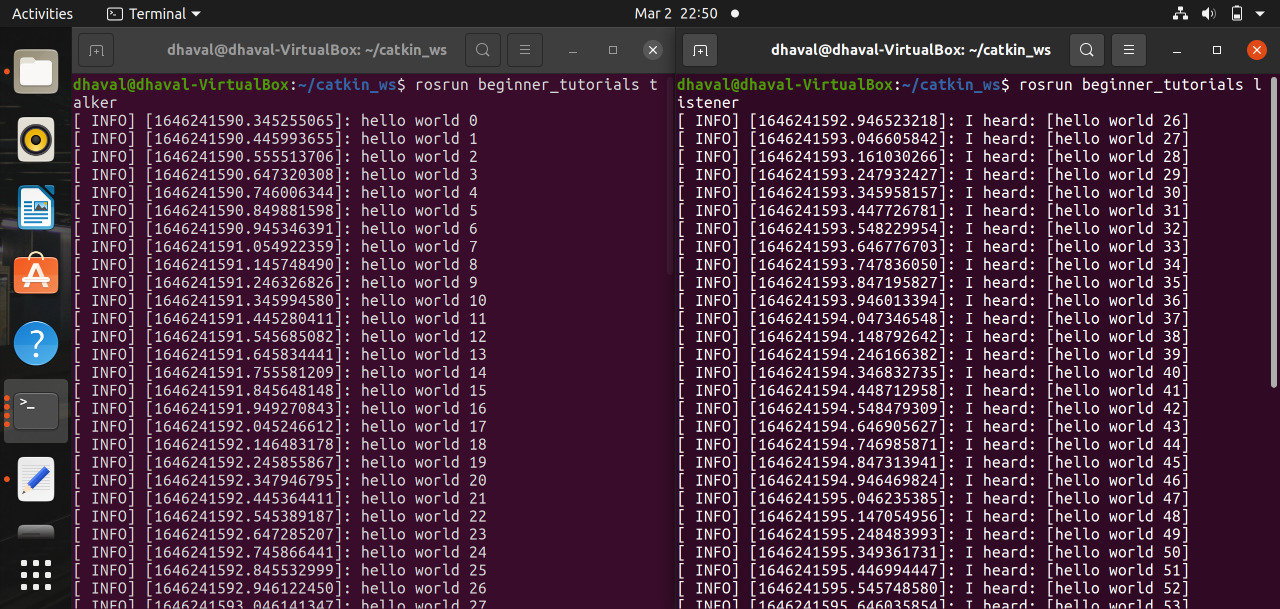 Activities
Terminal
Mar 2 22:50
dhaval@dhaval-VirtualBox: ~/catkin_ws
dhaval@dhaval-VirtualBox:~/catkin_ws$ rosrun beginner_tutorials t
alker
[ INFO] [1646241590.345255065]: hello world 0
[ INFO] [1646241590.445993655]: hello world 1
[ INFO] [1646241590.555513706]: hello world 2
[ INFO] [1646241590.647320308]: hello world 3
[ INFO] [1646241590.746006344]: hello world 4
[ INFO] [1646241590.849881598]: hello world 5
[ INFO] [1646241590.945346391]: hello world 6
[ INFO] [1646241591.054922359]: hello world 7
[ INFO] [1646241591.145748490]: hello world 8
[ INFO] [1646241591.246326826]: hello world 9
[ INFO] [1646241591.345994580]: hello world 10
[ INFO] [1646241591.445280411]: hello world 11
[ INFO] [1646241591.545685082]: hello world 12
[ INFO] [1646241591.645834441]: hello world 13
[ INFO] [1646241591.755581209]: hello world 14
[ INFO] [1646241591.845648148]: hello world 15
[ INFO] [1646241591.949270843]: hello world 16
[ INFO] [1646241592.045246612]: hello world 17
[ INFO] [1646241592.146483178]: hello world 18
[ INFO] [1646241592.245855867]: hello world 19
[ INFO] [1646241592.347946795]: hello world 20
[ INFO] [1646241592.445364411]: hello world 21
[ INFO] [1646241592.545389187]: hello world 22
[ INFO] [1646241592.647285207]: hello world 23
[ INFO] [1646241592.745866441]: hello world 24
[ INFO] [1646241592.845532999]: hello world 25
[ INFO] [1646241592.946122450]: hello world 26
[ INFO] [1646241593.046141347]: hello world 27
dhaval@dhaval-VirtualBox: ~/catkin_ws
dhaval@dhaval-VirtualBox:~/catkin_ws$ rosrun beginner_tutorials l
istener
[ INFO] [1646241592.946523218]: I heard: [hello world 26]
[ INFO] [1646241593.046605842]: I heard: [hello world 27]
[ INFO] [1646241593.161030266]: I heard: [hello world 28]
[ INFO] [1646241593.247932427]: I heard: [hello world 29]
[ INFO] [1646241593.345958157]: I heard: [hello world 30]
[ INFO] [1646241593.447726781]: I heard: [hello world 31]
[ INFO] [1646241593.548229954]: I heard: [hello world 32]
[ INFO] [1646241593.646776703]: I heard: [hello world 33]
[ INFO] [1646241593.747836050]: I heard: [hello world 34]
[ INFO] [1646241593.847195827]: I heard: [hello world 35]
[ INFO] [1646241593.946013394]: I heard: [hello world 36]
[ INFO] [1646241594.047346548]: I heard: [hello world 37]
[ INFO] [1646241594.148792642]: I heard: [hello world 38]
[ INFO] [1646241594.246166382]: I heard: [hello world 39]
[ INFO] [1646241594.346832735]: I heard: [hello world 40]
[ INFO] [1646241594.448712958]: I heard: [hello world 41]
[ INFO] [1646241594.548479309]: I heard: [hello world 42]
[ INFO] [1646241594.646905627]: I heard: [hello world 43]
[ INFO] [1646241594.746985871]: I heard: [hello world 44]
[ INFO] [1646241594.847313941]: I heard: [hello world 45]
[ INFO] [1646241594.946469824]: I heard: [hello world 46]
[ INFO] [1646241595.046235385]: I heard: [hello world 47]
[ INFO] [1646241595.147054956]: I heard: [hello world 48]
[ INFO] [1646241595.248483993]: I heard: [hello world 49]
[ INFO] [1646241595.349361731]: I heard: [hello world 50]
[ INFO] [1646241595.446994447]: I heard: [hello world 51]
[ INFO] [1646241595.545748580]: I heard: [hello world 52]
[ INFO] [1646241595.646035854]: I heard: [hello world 53]